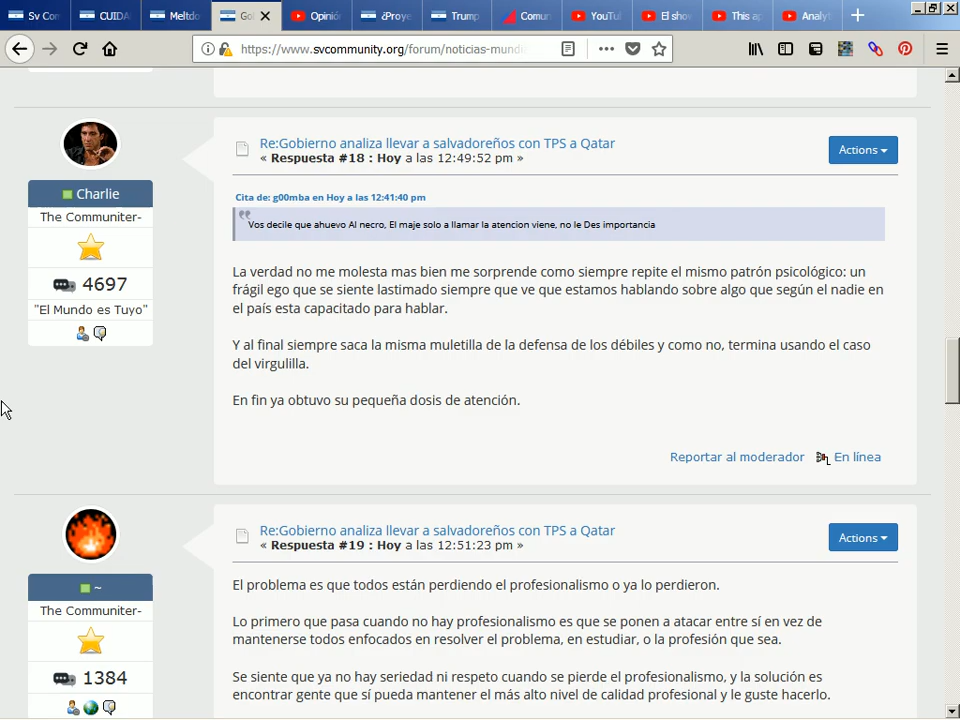 Sv Co
CUIDA
Meltdo
Go
Opinió
¿Proye
Trump
Comun
YouTul
El sho
This a
Analyt
https://www.svcommunity.org/forum/noticias-mundi
Charlie
The Communiter-
4697
"El Mundo es Tuyo"
Re:Gobierno analiza llevar a salvadoreños con TPS a Qatar
« Respuesta #18 : Hoy a las 12:49:52 pm »
Actions
Cita de: g00mba en Hoy a las 12:41:40 pm
Vos decile que ahuevo Al necro, El maje solo a llamar la atencion viene, no le Des importancia
La verdad no me molesta mas bien me sorprende como siempre repite el mismo patrón psicológico: un
frágil ego que se siente lastimado siempre que ve que estamos hablando sobre algo que según el nadie en
el país esta capacitado para hablar.
Y al final siempre saca la misma muletilla de la defensa de los débiles y como no, termina usando el caso
del virgulilla.
En fin ya obtuvo su pequeña dosis de atención.
Reportar al moderador
En línea
~
The Communiter-
1384
Re:Gobierno analiza llevar a salvadoreños con TPS a Qatar
« Respuesta #19 : Hoy a las 12:51:23 pm »
Actions
El problema es que todos están perdiendo el profesionalismo o ya lo perdieron.
Lo primero que pasa cuando no hay profesionalismo es que se ponen a atacar entre sí en vez de
mantenerse todos enfocados en resolver el problema, en estudiar, o la profesión que sea.
Se siente que ya no hay seriedad ni respeto cuando se pierde el profesionalismo, y la solución es
encontrar gente que sí pueda mantener el más alto nivel de calidad profesional y le guste hacerlo.